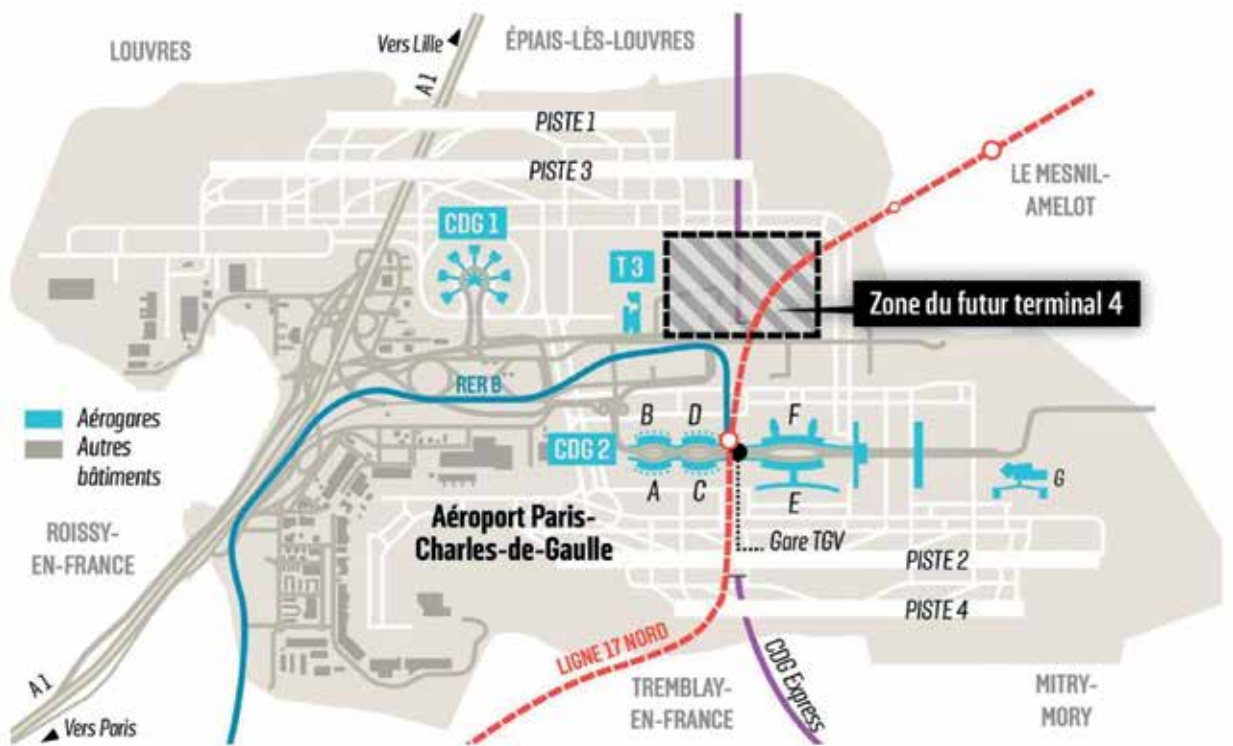 LOUVRES
Vers Lille
ÉPIAIS-LÈS-LOUVRES
A1
PISTE 1
PISTE 3
LE MESNIL-
AMELOT
CDG 1
T 3
Zone du futur terminal 4
RER B
Aérogares
Autres
bâtiments
B
D
F
CDG 2
A
C
E
G
ROISSY-
EN-FRANCE
Aéroport Paris-
Charles-de-Gaulle
Gare TGV
PISTE 2
PISTE 4
LIGNE 17 NORD
CDG Express
TREMBLAY-
EN-FRANCE
MITRY-
MORY
A1
Vers Paris